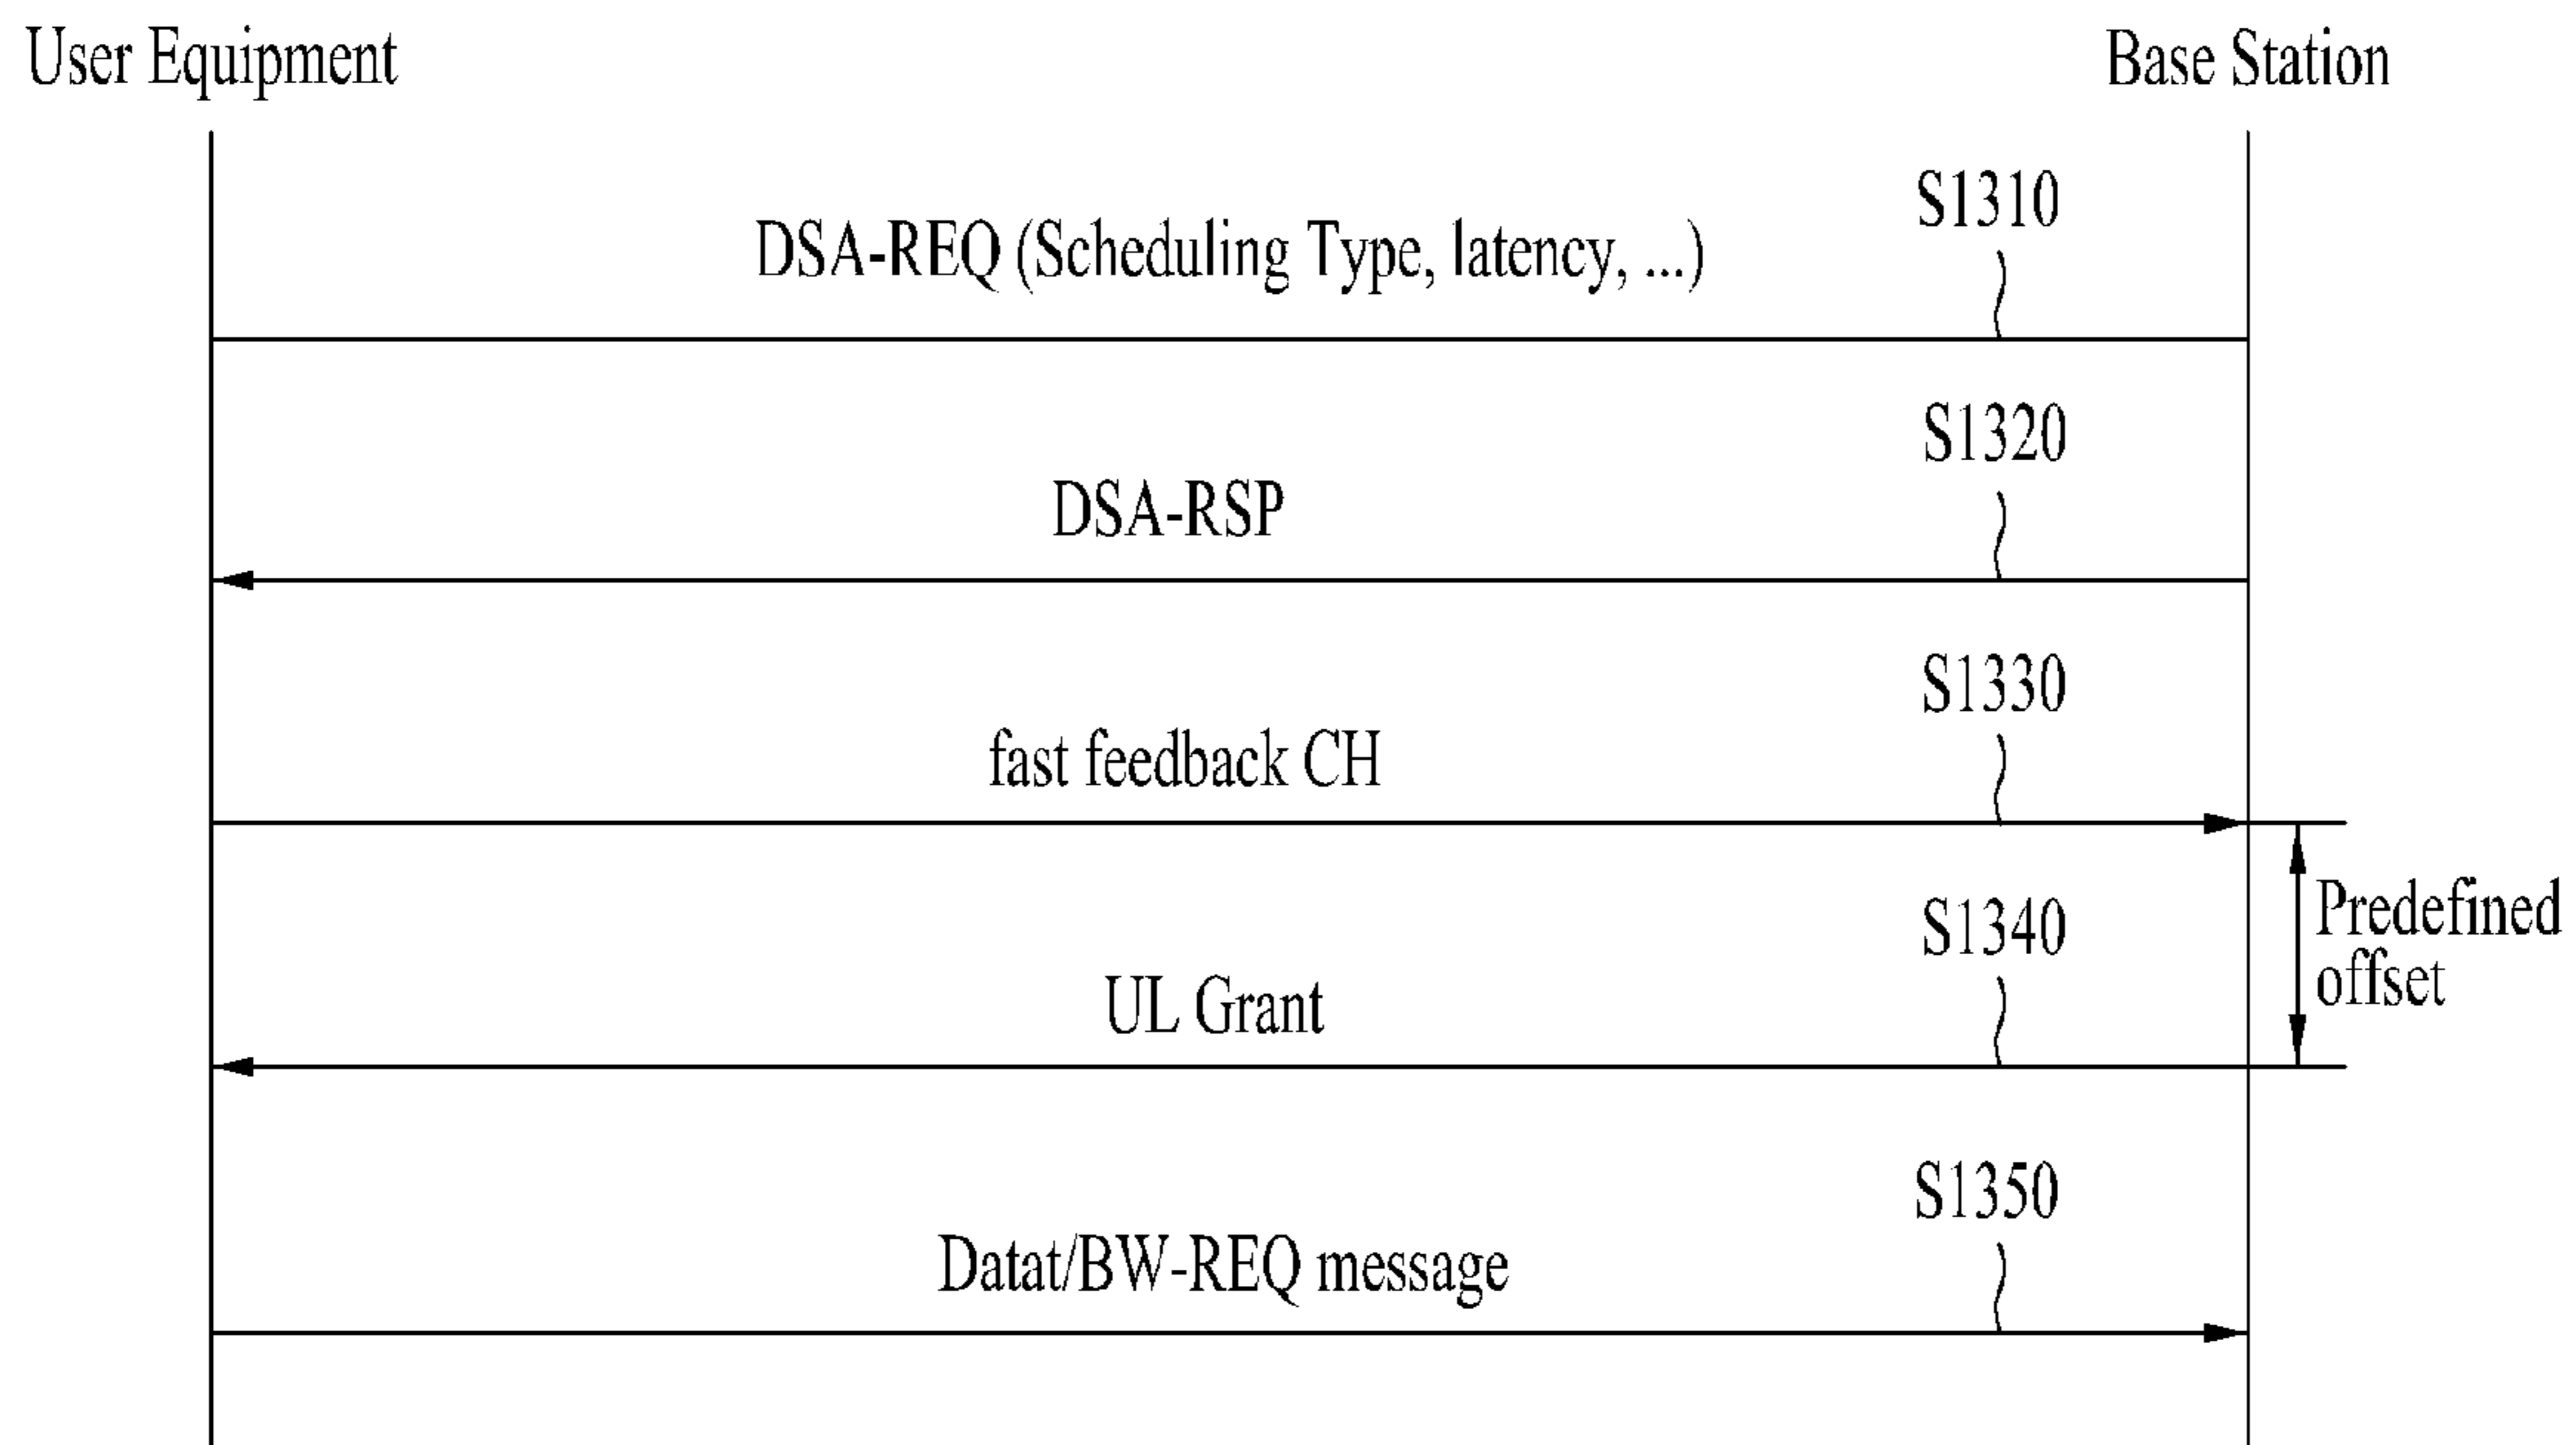 User Equipment
Base Station
S1310
DSA-REQ (Scheduling Type, latency, ...)
S1320
DSA-RSP
S1330
fast feedback CH
Predefined
offset
S1340
UL Grant
S1350
Datat/BW-REQ message